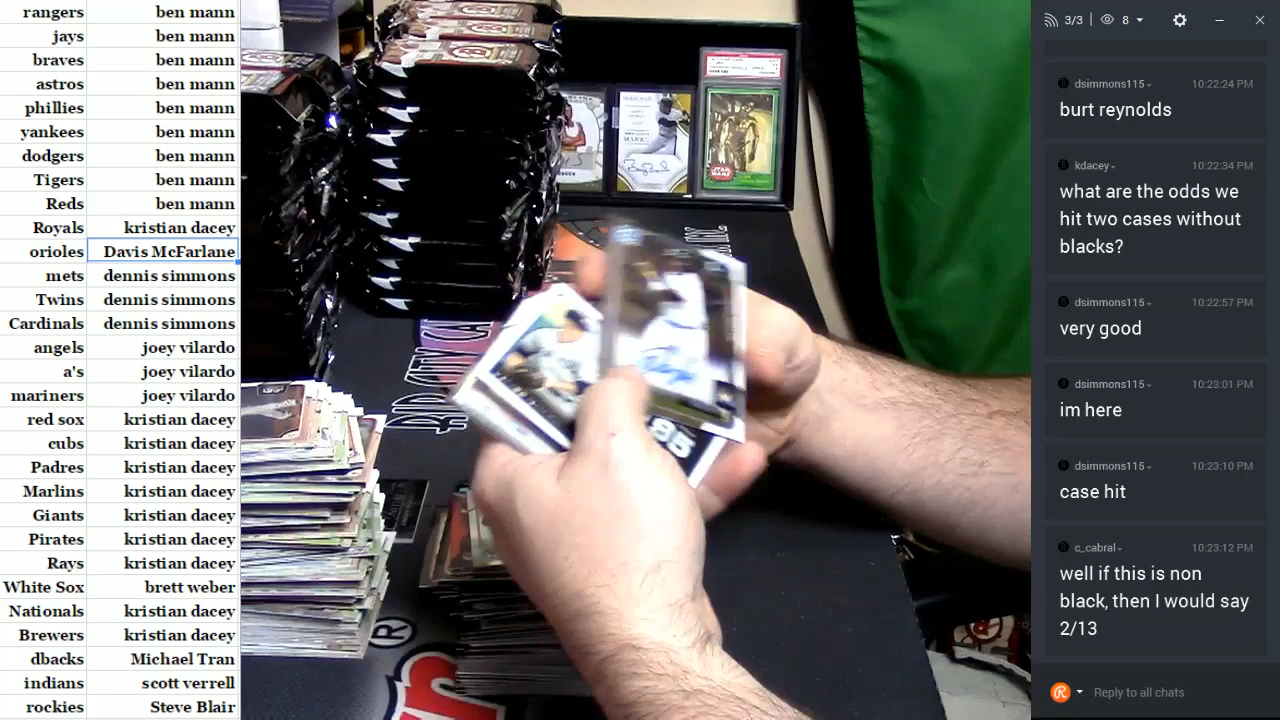 rangers ben mann
jays ben mann
braves ben mann
astros ben mann
phillies ben mann
yankees ben mann
dodgers ben mann
Tigers ben mann
Reds ben mann
Royals kristian dacey
orioles Davis McFarlane
mets dennis simmons
Twins dennis simmons
Cardinals dennis simmons
angels joey vilardo
a's joey vilardo
mariners joey vilardo
red sox kristian dacey
cubs kristian dacey
Padres kristian dacey
Marlins kristian dacey
Giants kristian dacey
Pirates kristian dacey
Rays kristian dacey
White Sox brett weber
Nationals kristian dacey
Brewers kristian dacey
dbacks Michael Tran
indians scott verrell
rockies Steve Blair
STAR
WARS
RIP CITY CA
85
®
3/3 8
dsimmons115 10:22:24 PM
burt reynolds
kdacey 10:22:34 PM
what are the odds we
hit two cases without
blacks?
dsimmons115 10:22:57 PM
very good
dsimmons115 10:23:01 PM
im here
dsimmons115 10:23:10 PM
case hit
c_cabral 10:23:12 PM
well if this is non
black, then I would say
2/13
Reply to all chats